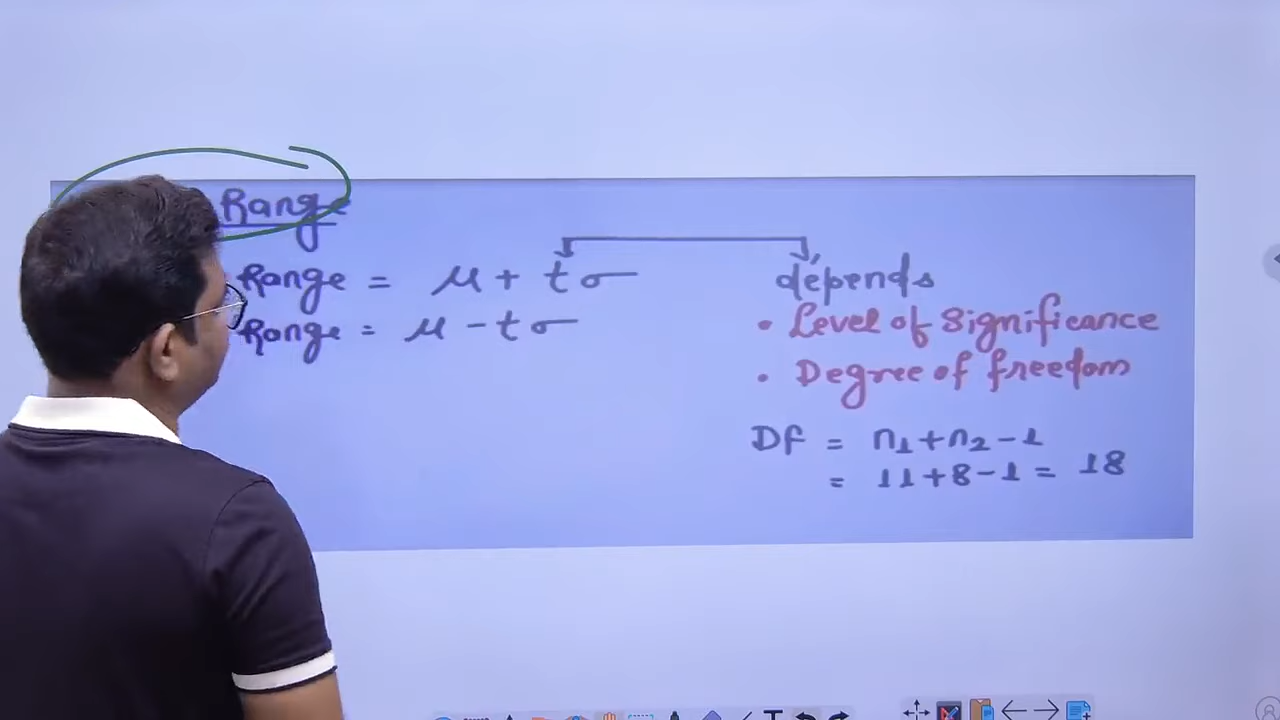 Range
Range = μ + tσ
Range = μ - tσ
depends
• Level of Significance
• Degree of freedom
DF = n₁+n₂-1
= 11+8-1 = 18